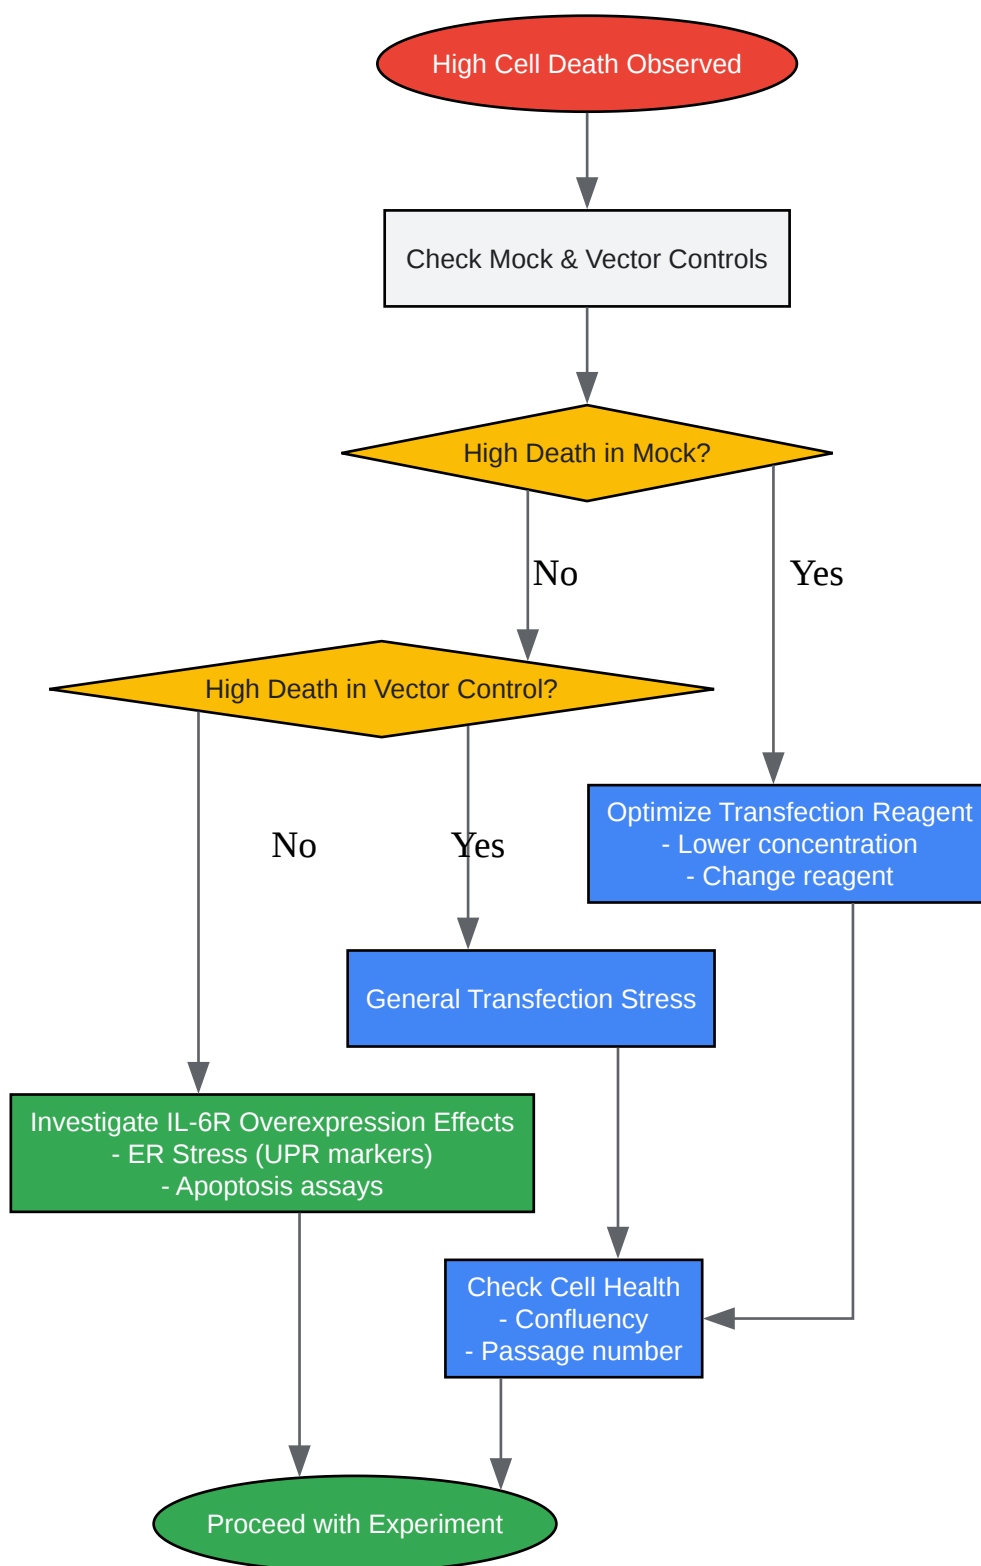 High Cell Death Observed
Check Mock & Vector Controls
High Death in Mock?
No
Yes
High Death in Vector Control?
Optimize Transfection Reagent
- Lower concentration
- Change reagent
No
Yes
General Transfection Stress
Investigate IL-6R Overexpression Effects
- ER Stress (UPR markers)
- Apoptosis assays
Check Cell Health
- Confluency
- Passage number
Proceed with Experiment